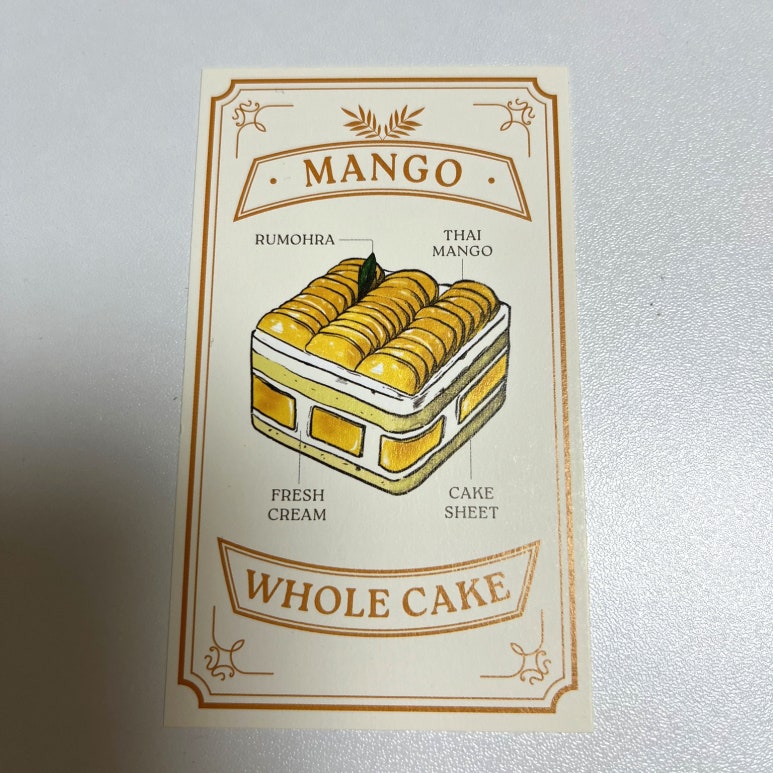 · MANGO ·
RUMOHRA
THAI
MANGO
FRESH
CREAM
CAKE
SHEET
WHOLE CAKE